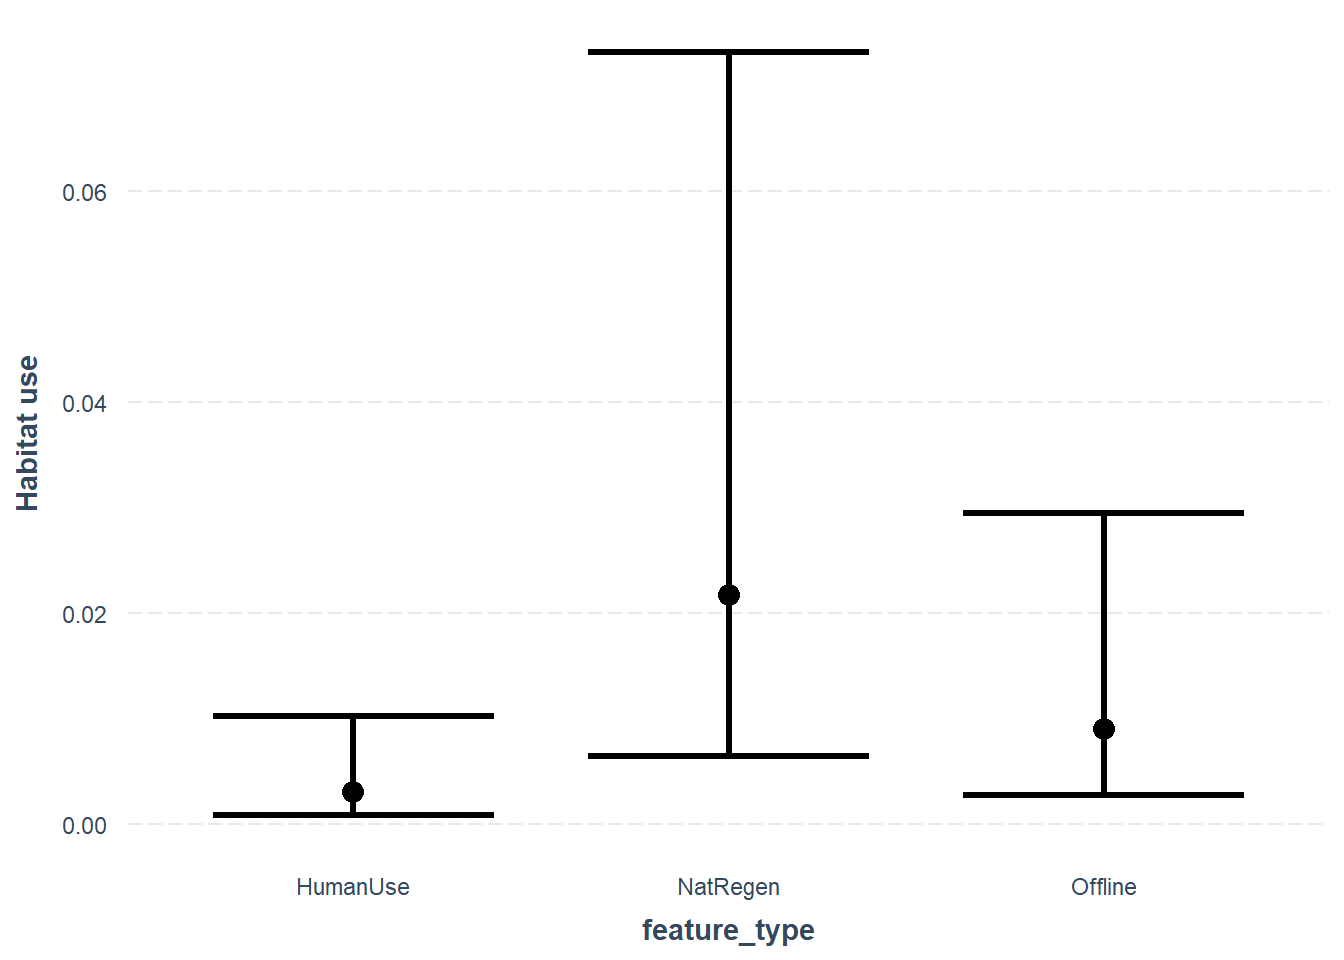 Habitat use
0.06
0.04
0.02
0.00
HumanUse
NatRegen
Offline
feature_type